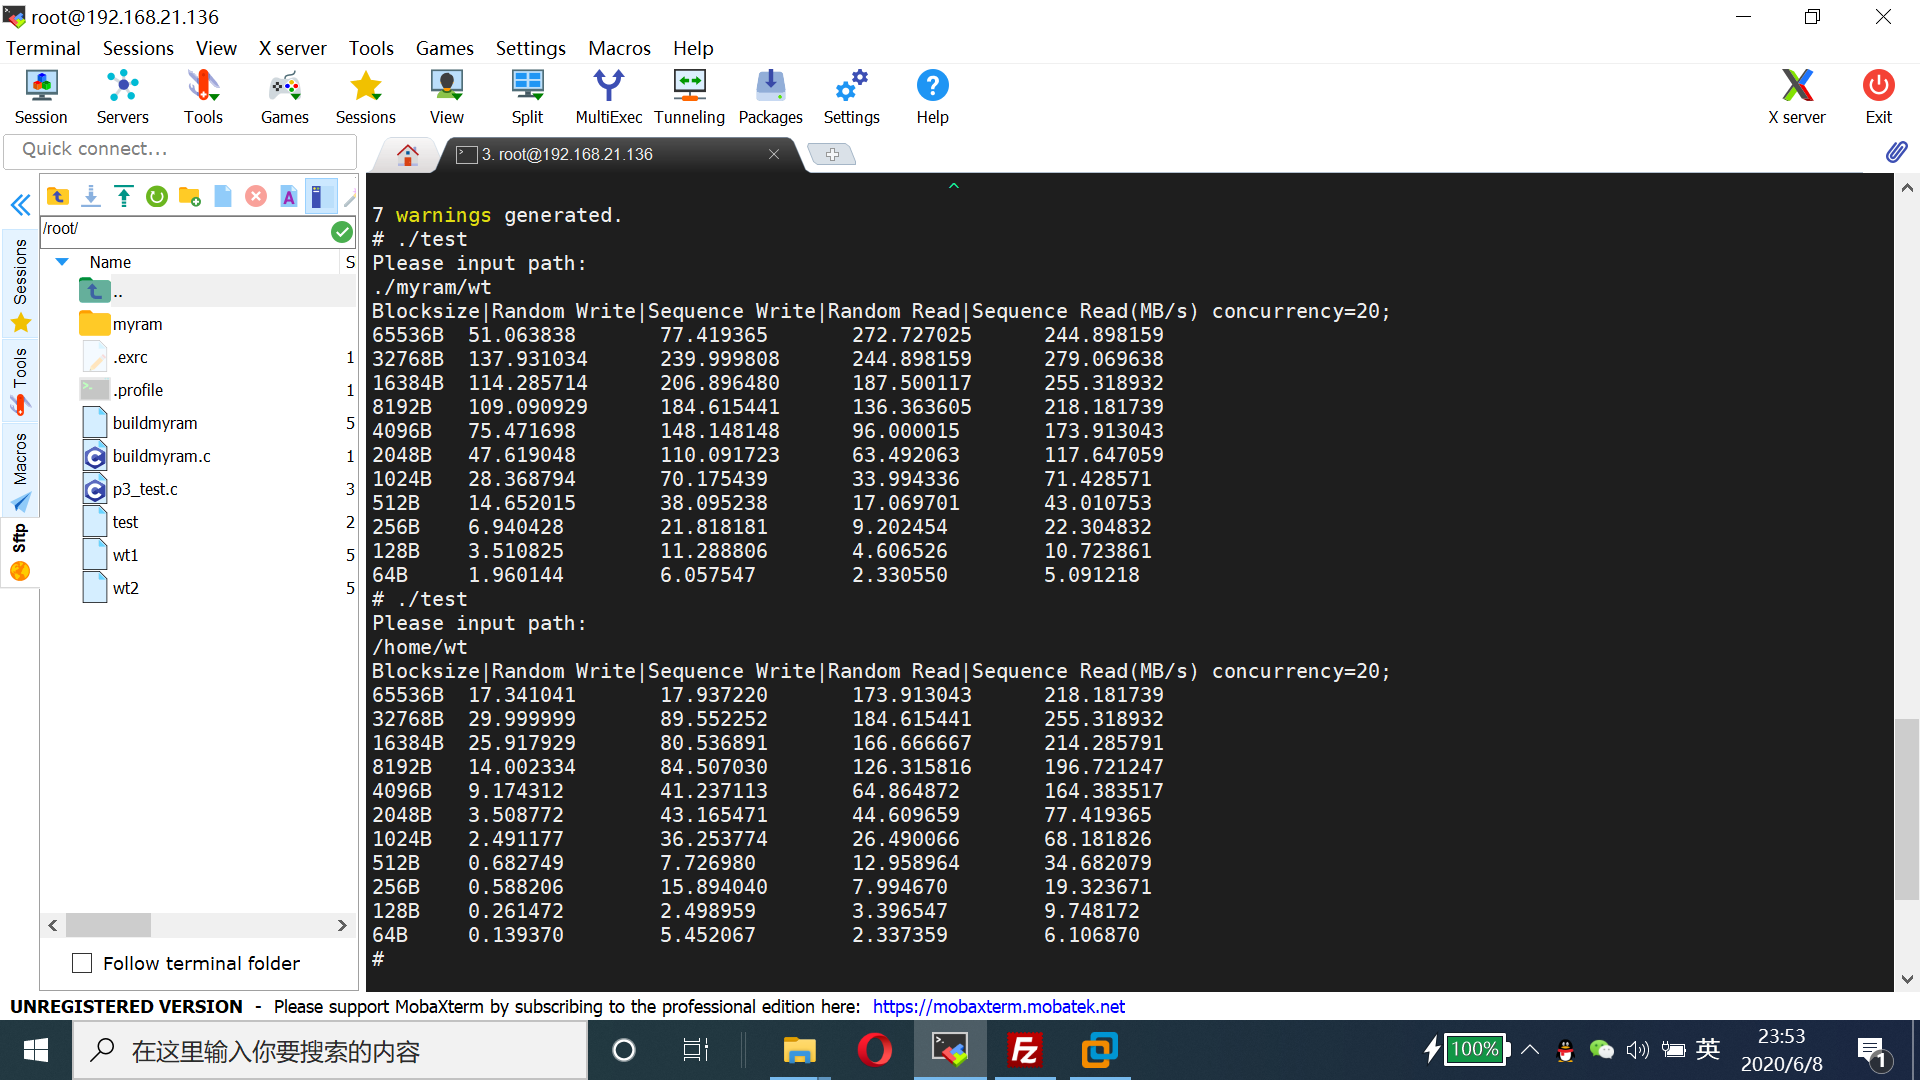 root@192.168.21.136
Terminal Sessions View X server Tools Games Settings Macros Help
Session Servers Tools Games Sessions View Split MultiExec Tunneling Packages Settings Help X server Exit
Quick connect...
3. root@192.168.21.136
/root/
Name S
..
myram
.exrc 1
.profile 1
buildmyram 5
buildmyram.c 1
p3_test.c 3
test 2
wt1 5
wt2 5
Sessions
Tools
Macros
Sftp
Follow terminal folder
^
7 warnings generated.
# ./test
Please input path:
./myram/wt
Blocksize|Random Write|Sequence Write|Random Read|Sequence Read(MB/s) concurrency=20;
65536B 51.063838 77.419365 272.727025 244.898159
32768B 137.931034 239.999808 244.898159 279.069638
16384B 114.285714 206.896480 187.500117 255.318932
8192B 109.090929 184.615441 136.363605 218.181739
4096B 75.471698 148.148148 96.000015 173.913043
2048B 47.619048 110.091723 63.492063 117.647059
1024B 28.368794 70.175439 33.994336 71.428571
512B 14.652015 38.095238 17.069701 43.010753
256B 6.940428 21.818181 9.202454 22.304832
128B 3.510825 11.288806 4.606526 10.723861
64B 1.960144 6.057547 2.330550 5.091218
# ./test
Please input path:
/home/wt
Blocksize|Random Write|Sequence Write|Random Read|Sequence Read(MB/s) concurrency=20;
65536B 17.341041 17.937220 173.913043 218.181739
32768B 29.999999 89.552252 184.615441 255.318932
16384B 25.917929 80.536891 166.666667 214.285791
8192B 14.002334 84.507030 126.315816 196.721247
4096B 9.174312 41.237113 64.864872 164.383517
2048B 3.508772 43.165471 44.609659 77.419365
1024B 2.491177 36.253774 26.490066 68.181826
512B 0.682749 7.726980 12.958964 34.682079
256B 0.588206 15.894040 7.994670 19.323671
128B 0.261472 2.498959 3.396547 9.748172
64B 0.139370 5.452067 2.337359 6.106870
#
UNREGISTERED VERSION - Please support MobaXterm by subscribing to the professional edition here: https://mobaxterm.mobatek.net
在这里输入你要搜索的内容
100%
英
23:53
2020/6/8
1